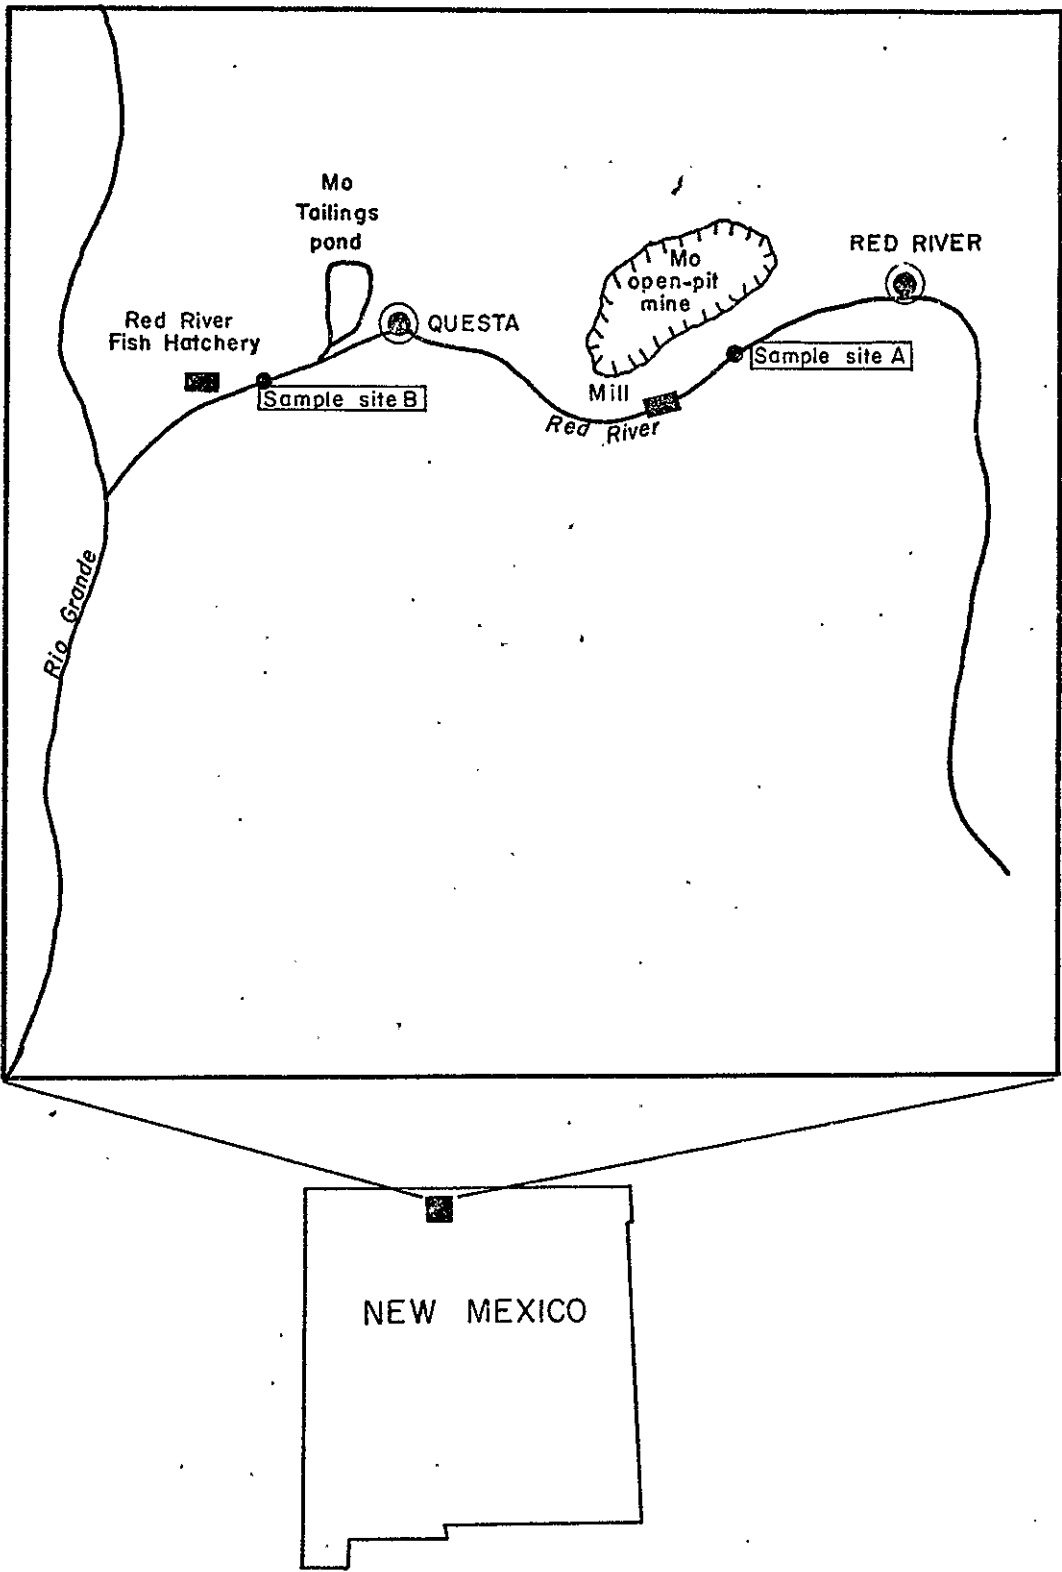 Mo
Tailings
pond
RED RIVER
Mo
open-pit
mine
Red River
Fish Hatchery
QUESTA
Sample site A
Mill
Sample site B
Red River
Rio Grande
NEW MEXICO